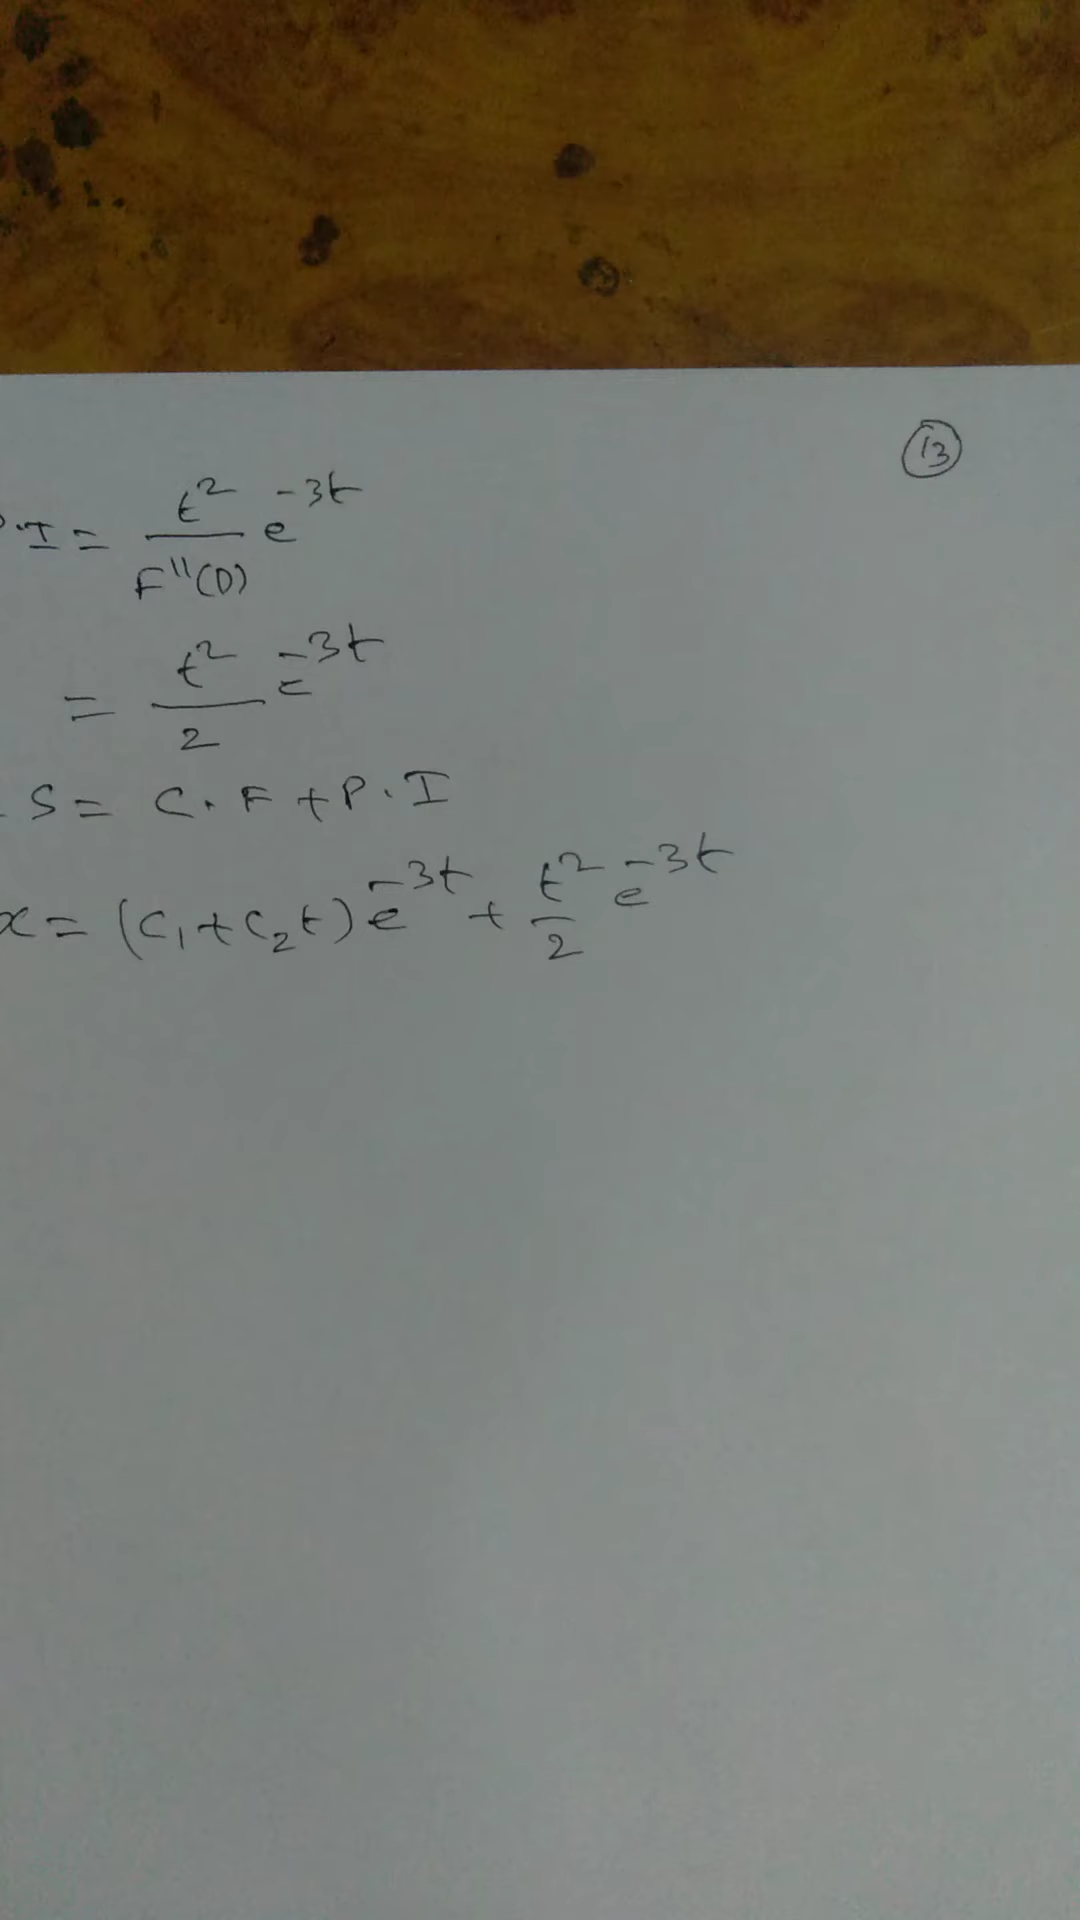 (13)
P.I = t²/F''(D) e^-3t
= t²/2 e^-3t
S = C.F + P.I
x = (C₁+C₂t) e^-3t + t²/2 e^-3t